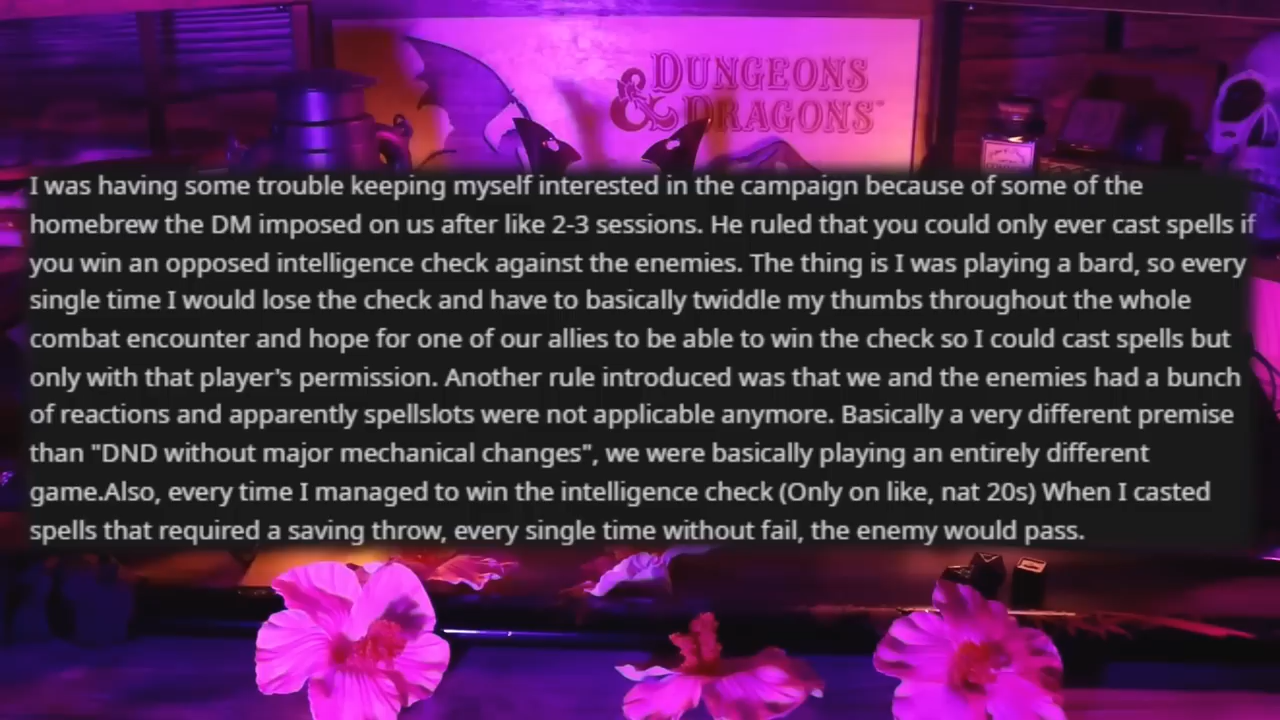 DUNGEONS
& DRAGONS
I was having some trouble keeping myself interested in the campaign because of some of the
homebrew the DM imposed on us after like 2-3 sessions. He ruled that you could only ever cast spells if
you win an opposed intelligence check against the enemies. The thing is I was playing a bard, so every
single time I would lose the check and have to basically twiddle my thumbs throughout the whole
combat encounter and hope for one of our allies to be able to win the check so I could cast spells but
only with that player's permission. Another rule introduced was that we and the enemies had a bunch
of reactions and apparently spellslots were not applicable anymore. Basically a very different premise
than "DND without major mechanical changes", we were basically playing an entirely different
game.Also, every time I managed to win the intelligence check (Only on like, nat 20s) When I casted
spells that required a saving throw, every single time without fail, the enemy would pass.